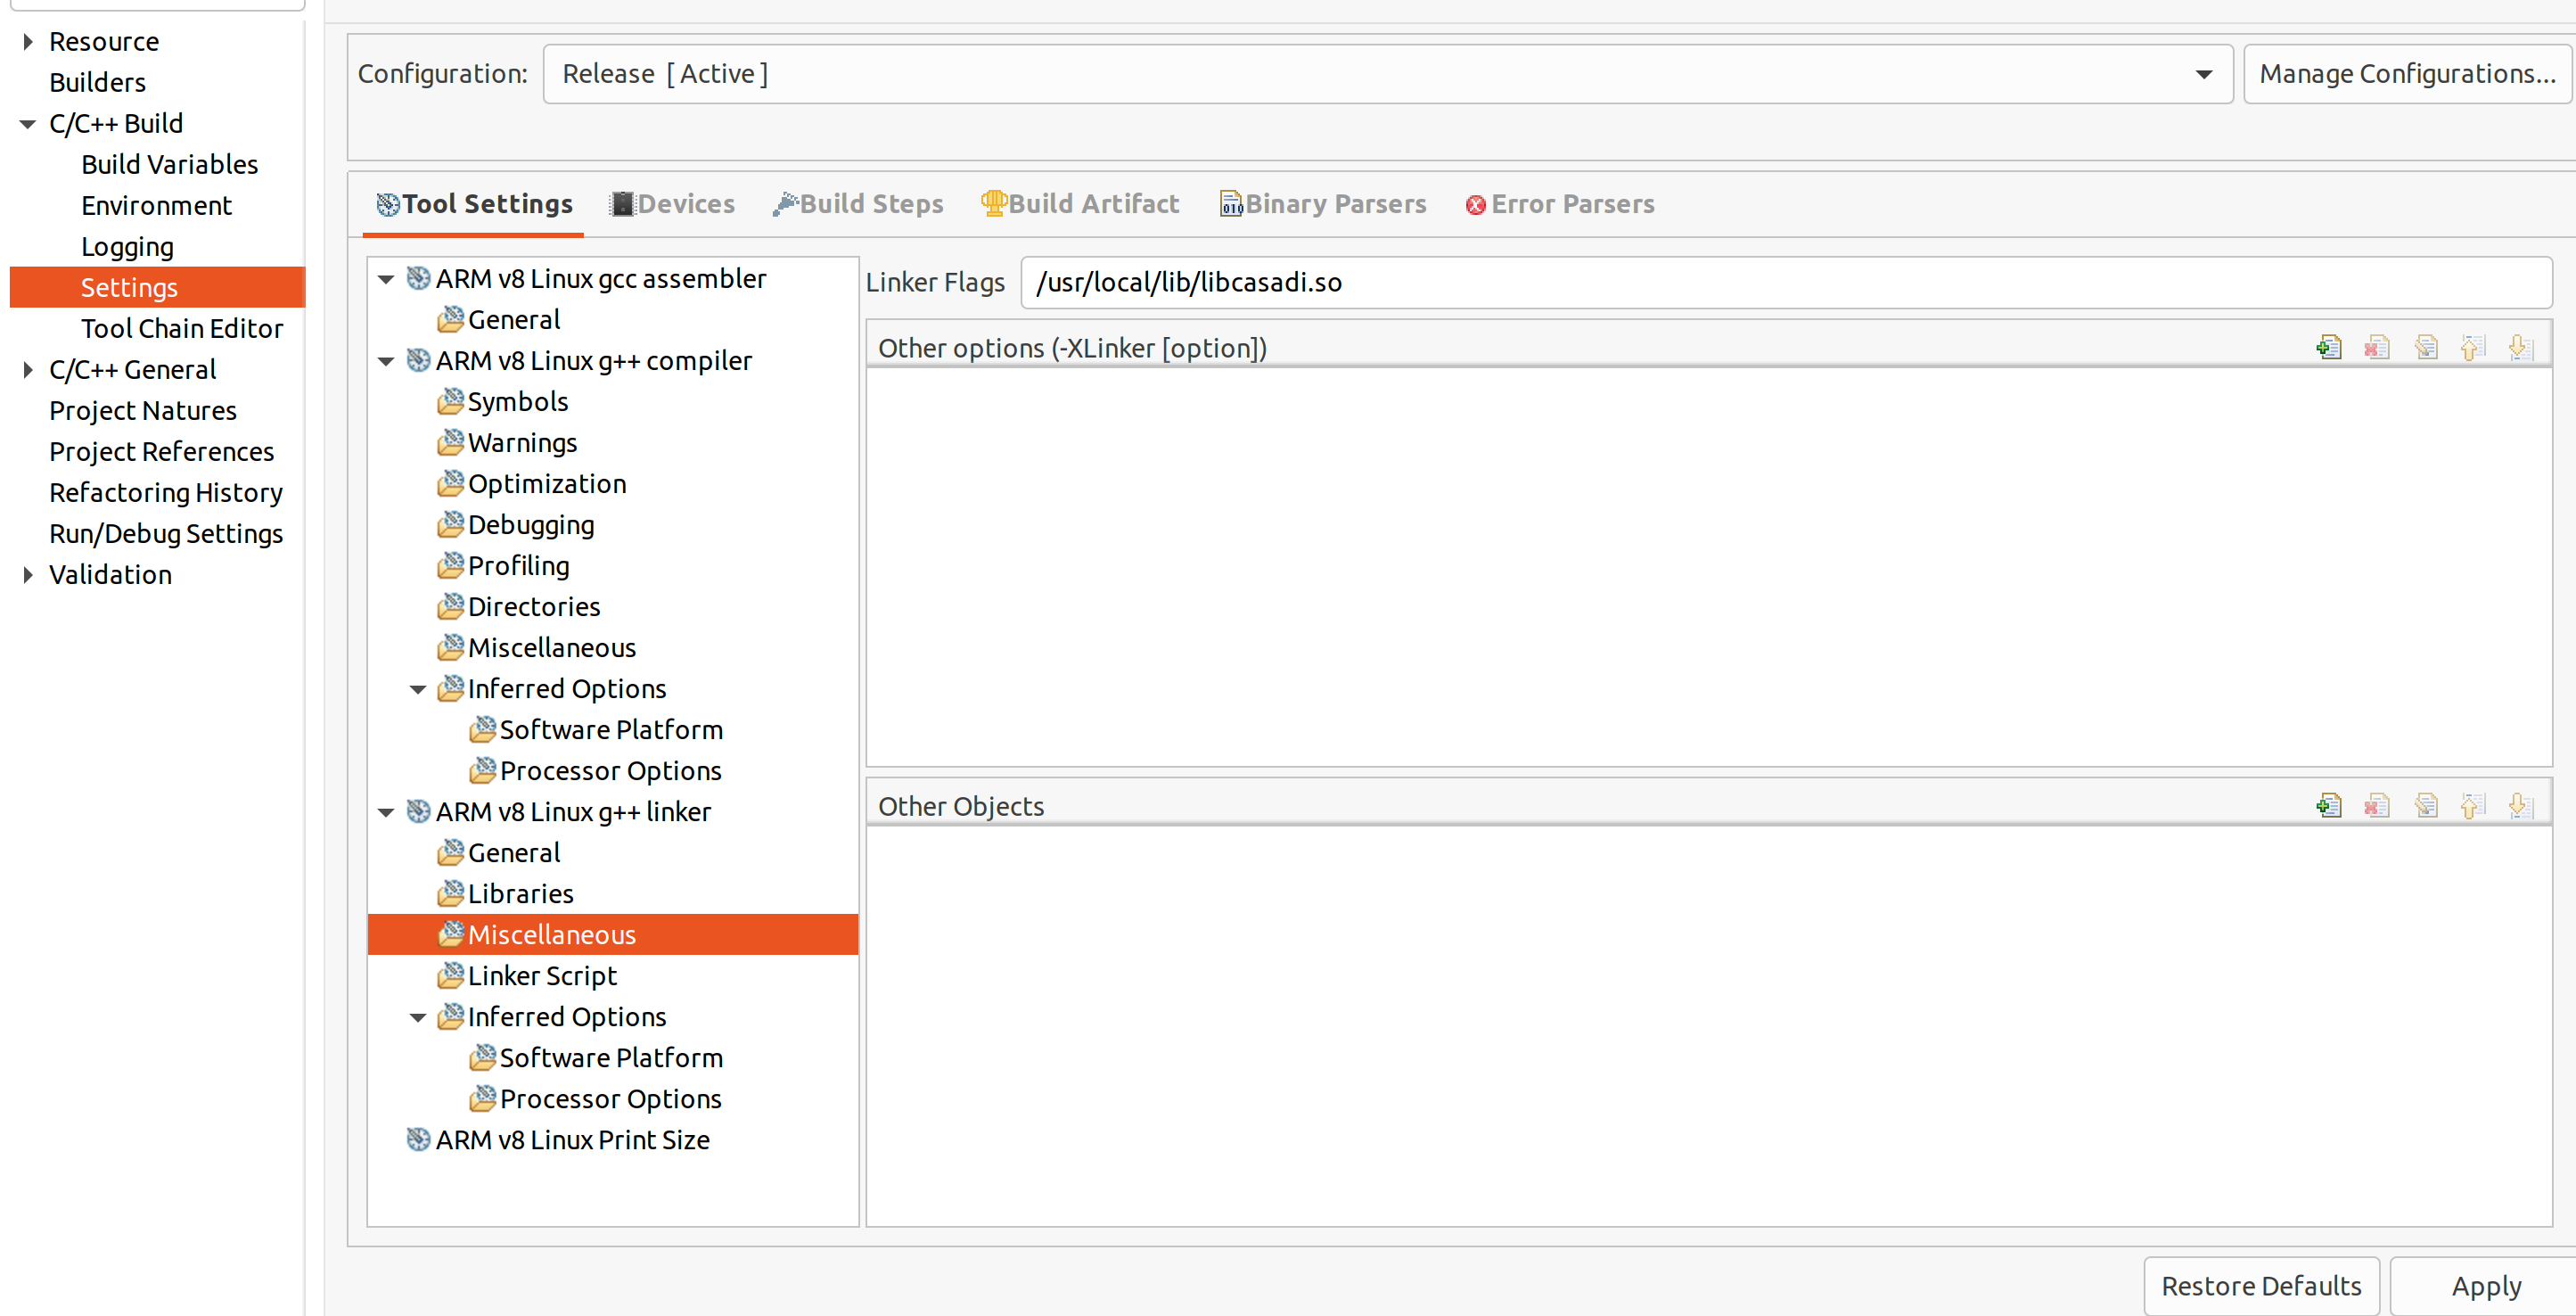 Resource
Builders
C/C++ Build
Build Variables
Environment
Logging
Settings
Tool Chain Editor
C/C++ General
Project Natures
Project References
Refactoring History
Run/Debug Settings
Validation
Configuration: Release [ Active ] Manage Configurations...
Tool Settings Devices Build Steps Build Artifact Binary Parsers Error Parsers
ARM v8 Linux gcc assembler
General
ARM v8 Linux g++ compiler
Symbols
Warnings
Optimization
Debugging
Profiling
Directories
Miscellaneous
Inferred Options
Software Platform
Processor Options
ARM v8 Linux g++ linker
General
Libraries
Miscellaneous
Linker Script
Inferred Options
Software Platform
Processor Options
ARM v8 Linux Print Size
Linker Flags /usr/local/lib/libcasadi.so
Other options (-XLinker [option])
Other Objects
Restore Defaults Apply